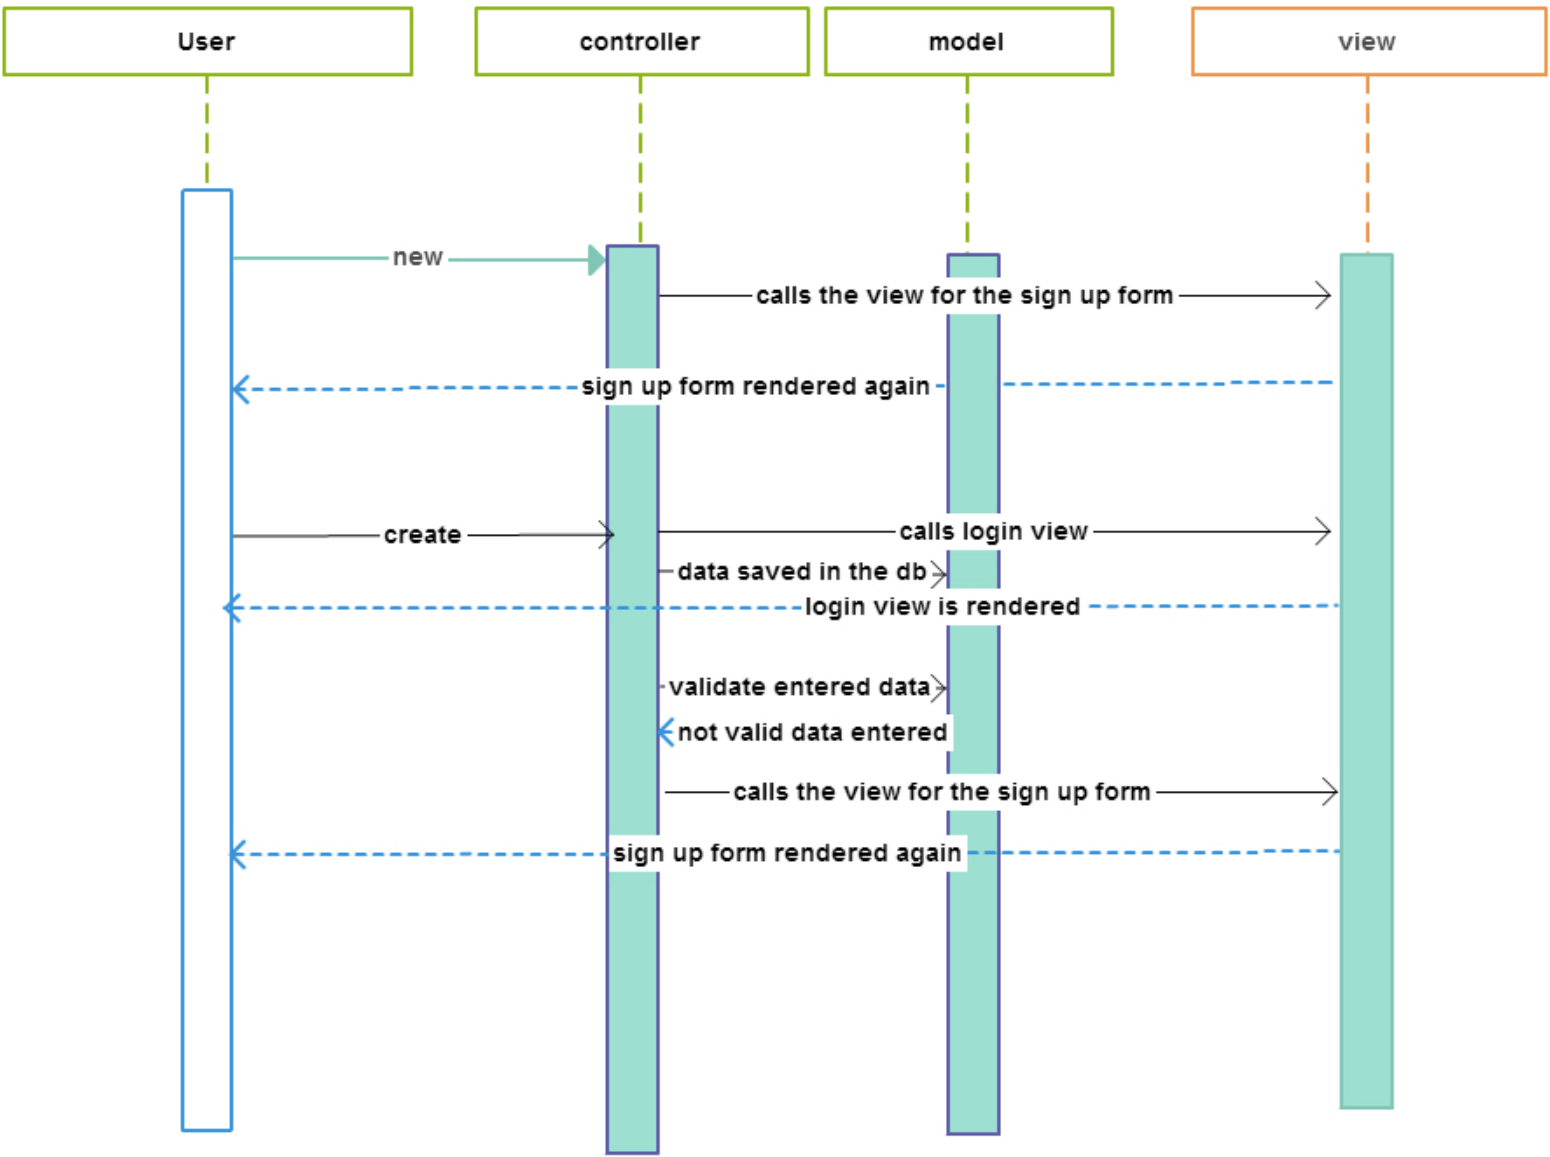 User
controller
model
view
new
calls the view for the sign up form
sign up form rendered again
create
calls login view
data saved in the db
login view is rendered
validate entered data
not valid data entered
calls the view for the sign up form
sign up form rendered again